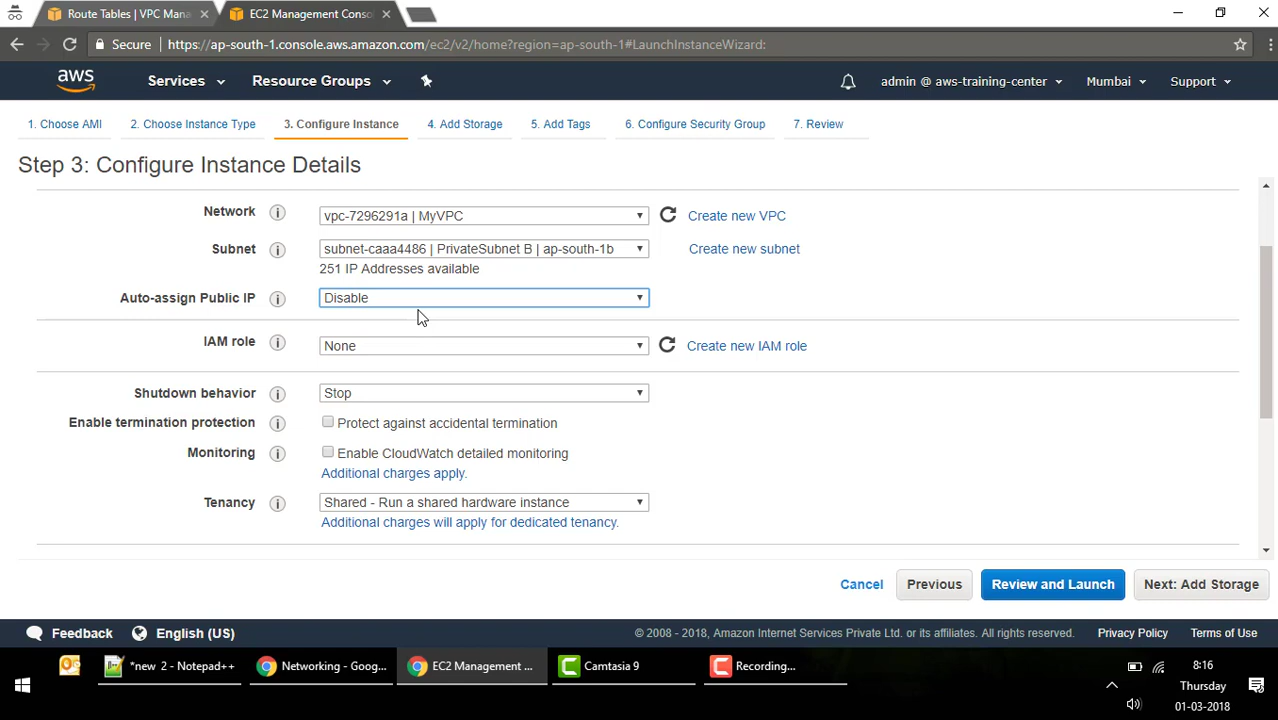 Route Tables | VPC Mana
EC2 Management Conso
Secure
https://ap-south-1.console.aws.amazon.com/ec2/v2/home?region=ap-south-1#LaunchInstanceWizard:
aws
Services
Resource Groups
admin @ aws-training-center
Mumbai
Support
1. Choose AMI
2. Choose Instance Type
3. Configure Instance
4. Add Storage
5. Add Tags
6. Configure Security Group
7. Review
Step 3: Configure Instance Details
Network
vpc-7296291a | MyVPC
Create new VPC
Subnet
subnet-caaa4486 | PrivateSubnet B | ap-south-1b
Create new subnet
251 IP Addresses available
Auto-assign Public IP
Disable
IAM role
None
Create new IAM role
Shutdown behavior
Stop
Enable termination protection
Protect against accidental termination
Monitoring
Enable CloudWatch detailed monitoring
Additional charges apply.
Tenancy
Shared - Run a shared hardware instance
Additional charges will apply for dedicated tenancy.
Cancel
Previous
Review and Launch
Next: Add Storage
Feedback
English (US)
© 2008 - 2018, Amazon Internet Services Private Ltd. or its affiliates. All rights reserved.
Privacy Policy
Terms of Use
*new 2 - Notepad++
Networking - Goog...
EC2 Management ...
Camtasia 9
Recording...
8:16
Thursday
01-03-2018